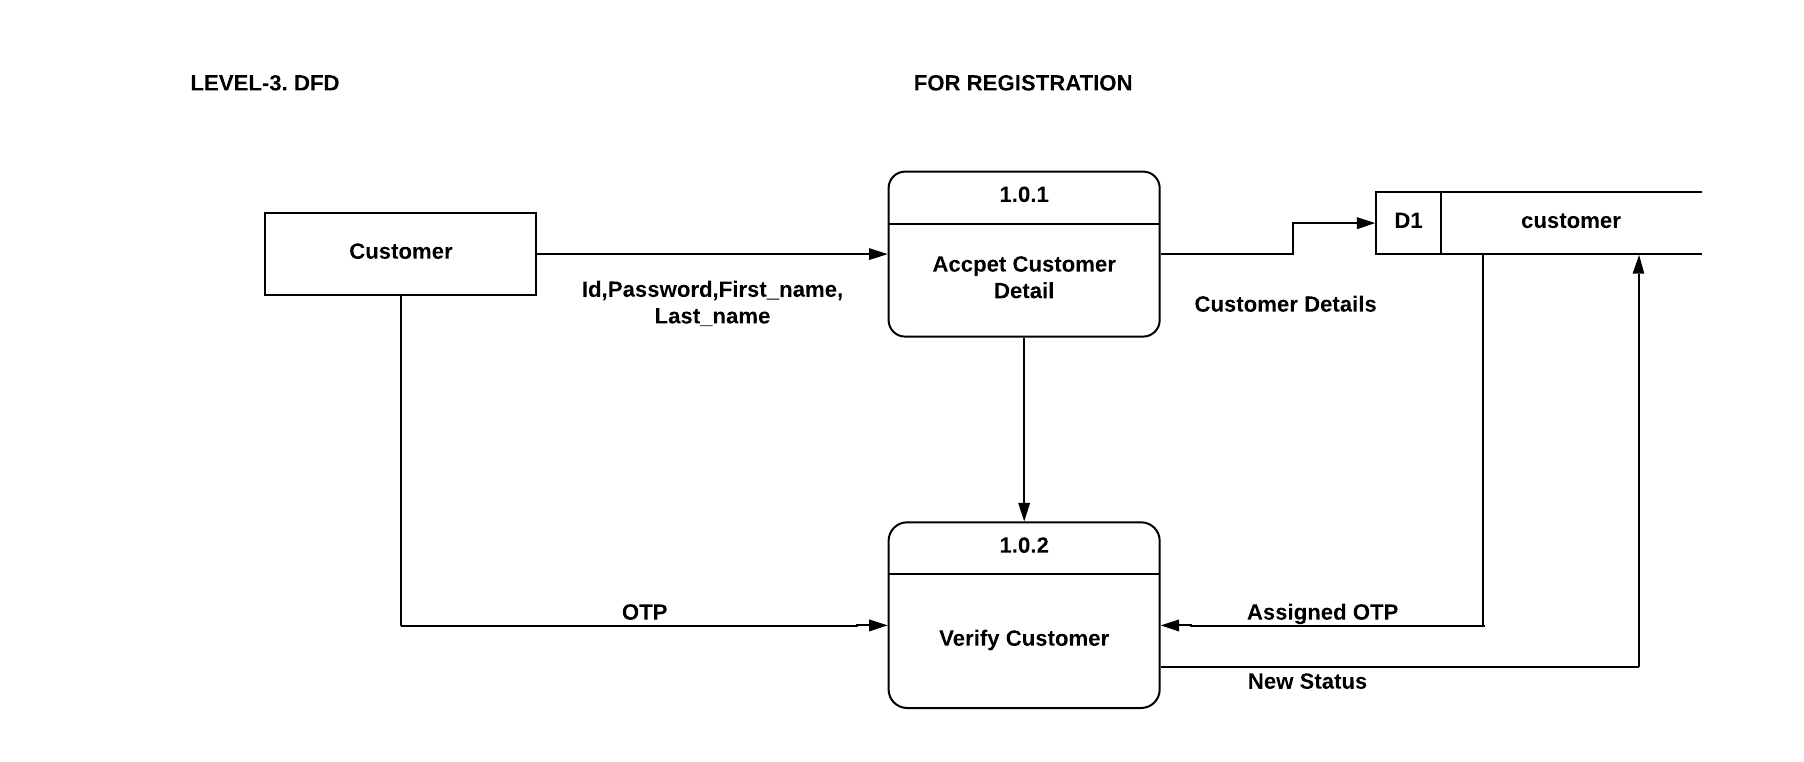 LEVEL-3. DFD
FOR REGISTRATION
1.0.1
D1
customer
Customer
Accpet Customer
Detail
Id,Password,First_name,
Last_name
Customer Details
1.0.2
OTP
Assigned OTP
Verify Customer
New Status